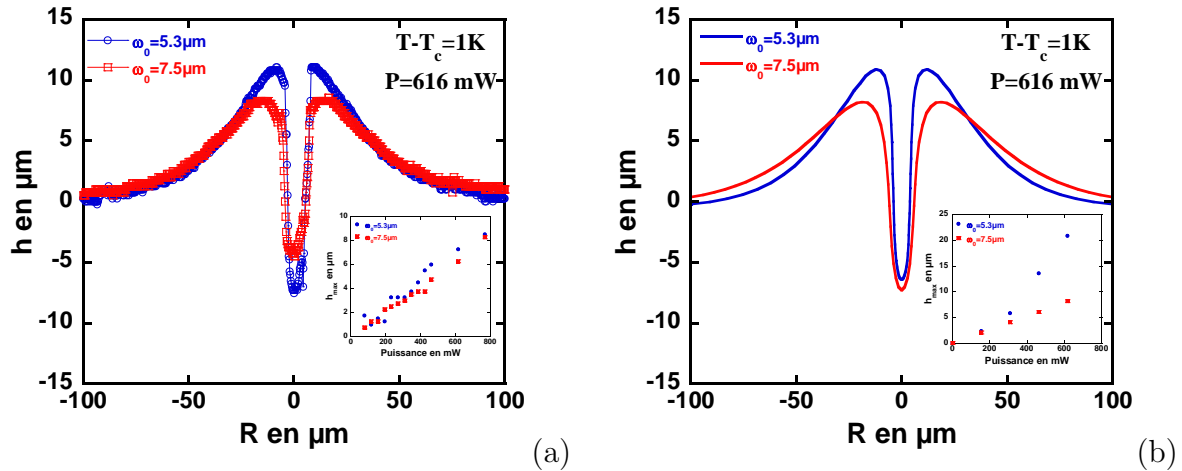 15
10
5
0
-5
-10
-15
-100
-50
0
50
100
h en µm
R en µm
ω₀=5.3µm
ω₀=7.5µm
T-T_c=1K
P=616 mW
10
8
6
4
2
0
0
200
400
600
800
h_max en µm
Puissance en mW
ω₀=5.3µm
ω₀=7.5µm
(a)
15
10
5
0
-5
-10
-15
-100
-50
0
50
100
h en µm
R en µm
ω₀=5.3µm
ω₀=7.5µm
T-T_c=1K
P=616 mW
25
20
15
10
5
0
0
200
400
600
800
h_max en µm
Puissance en mW
ω₀=5.3µm
ω₀=7.5µm
(b)